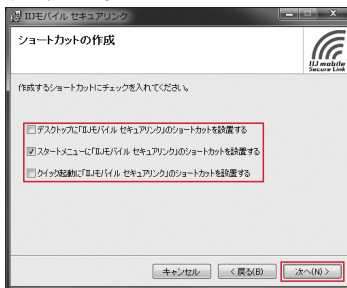 IIJモバイル セキュアリンク
ショートカットの作成
IIJ mobile
Secure Link
作成するショートカットにチェックを入れてください。
デスクトップに「IIJモバイル セキュアリンク」のショートカットを設置する
スタートメニューに「IIJモバイル セキュアリンク」のショートカットを設置する
クイック起動に「IIJモバイル セキュアリンク」のショートカットを設置する
キャンセル
< 戻る(B)
次へ(N) >